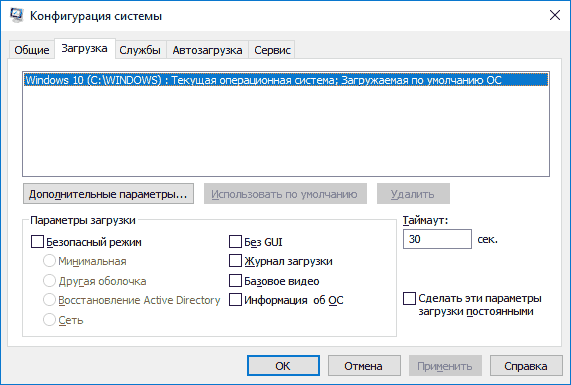 Конфигурация системы
Общие Загрузка Службы Автозагрузка Сервис
Windows 10 (C:\WINDOWS) : Текущая операционная система; Загружаемая по умолчанию ОС
Дополнительные параметры... Использовать по умолчанию Удалить
Параметры загрузки
Таймаут:
Безопасный режим
Без GUI
30 сек.
Минимальная
Журнал загрузки
Другая оболочка
Базовое видео
Восстановление Active Directory
Информация об ОС
Сделать эти параметры
загрузки постоянными
Сеть
ОК Отмена Применить Справка